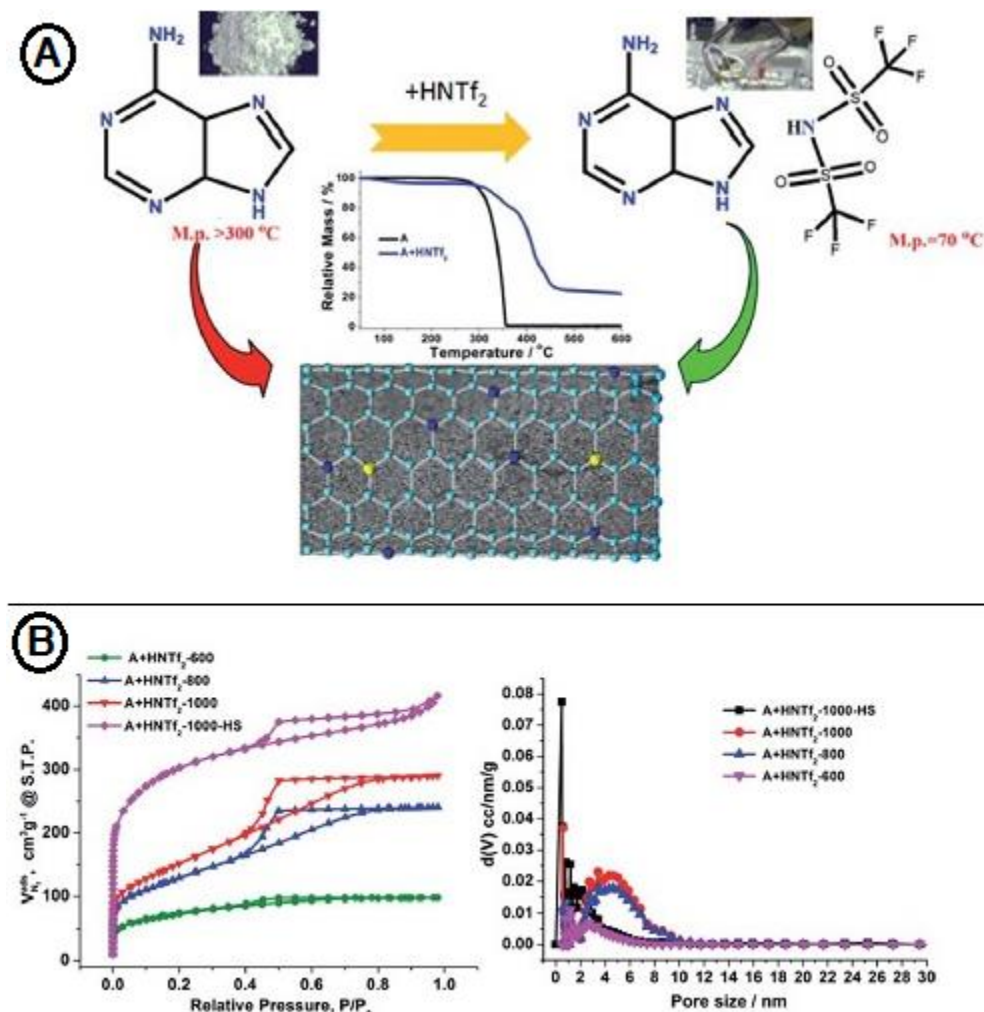 A
NH₂
N
N
N
N
H
M.p. >300 °C
+HNTf₂
NH₂
N
N
N
N
H
HN
S
S
O
O
O
O
F
F
F
F
F
F
M.p.=70 °C
Relative Mass / %
100
80
60
40
20
0
A
A+HNTf₂
100 200 300 400 500 600
Temperature / °C
B
A+HNTf₂-600
A+HNTf₂-800
A+HNTf₂-1000
A+HNTf₂-1000-HS
400
300
200
100
0
0.0 0.2 0.4 0.6 0.8 1.0
cm³g⁻¹ @ S.T.P.
Relative Pressure, P/P
A+HNTf₂-1000-HS
A+HNTf₂-1000
A+HNTf₂-800
A+HNTf₂-600
d(V) cc/nm/g
0.08
0.07
0.06
0.05
0.04
0.03
0.02
0.01
0.00
0 2 4 6 8 10 12 14 16 18 20 22 24 26 28 30
Pore size / nm